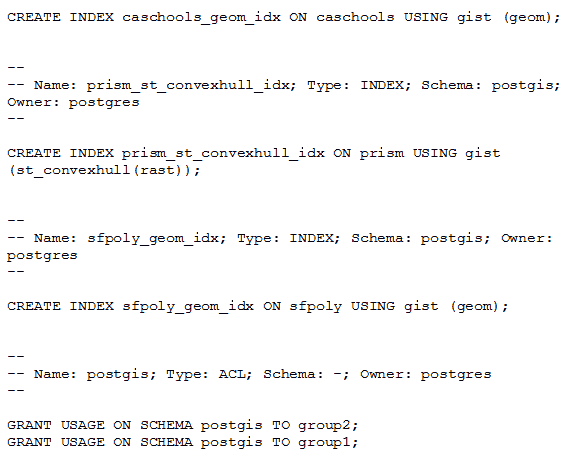 CREATE INDEX caschools_geom_idx ON caschools USING gist (geom);
--
-- Name: prism_st_convexhull_idx; Type: INDEX; Schema: postgis;
Owner: postgres
--
CREATE INDEX prism_st_convexhull_idx ON prism USING gist
(st_convexhull(rast));
--
-- Name: sfpoly_geom_idx; Type: INDEX; Schema: postgis; Owner:
postgres
--
CREATE INDEX sfpoly_geom_idx ON sfpoly USING gist (geom);
--
-- Name: postgis; Type: ACL; Schema: -; Owner: postgres
--
GRANT USAGE ON SCHEMA postgis TO group2;
GRANT USAGE ON SCHEMA postgis TO group1;